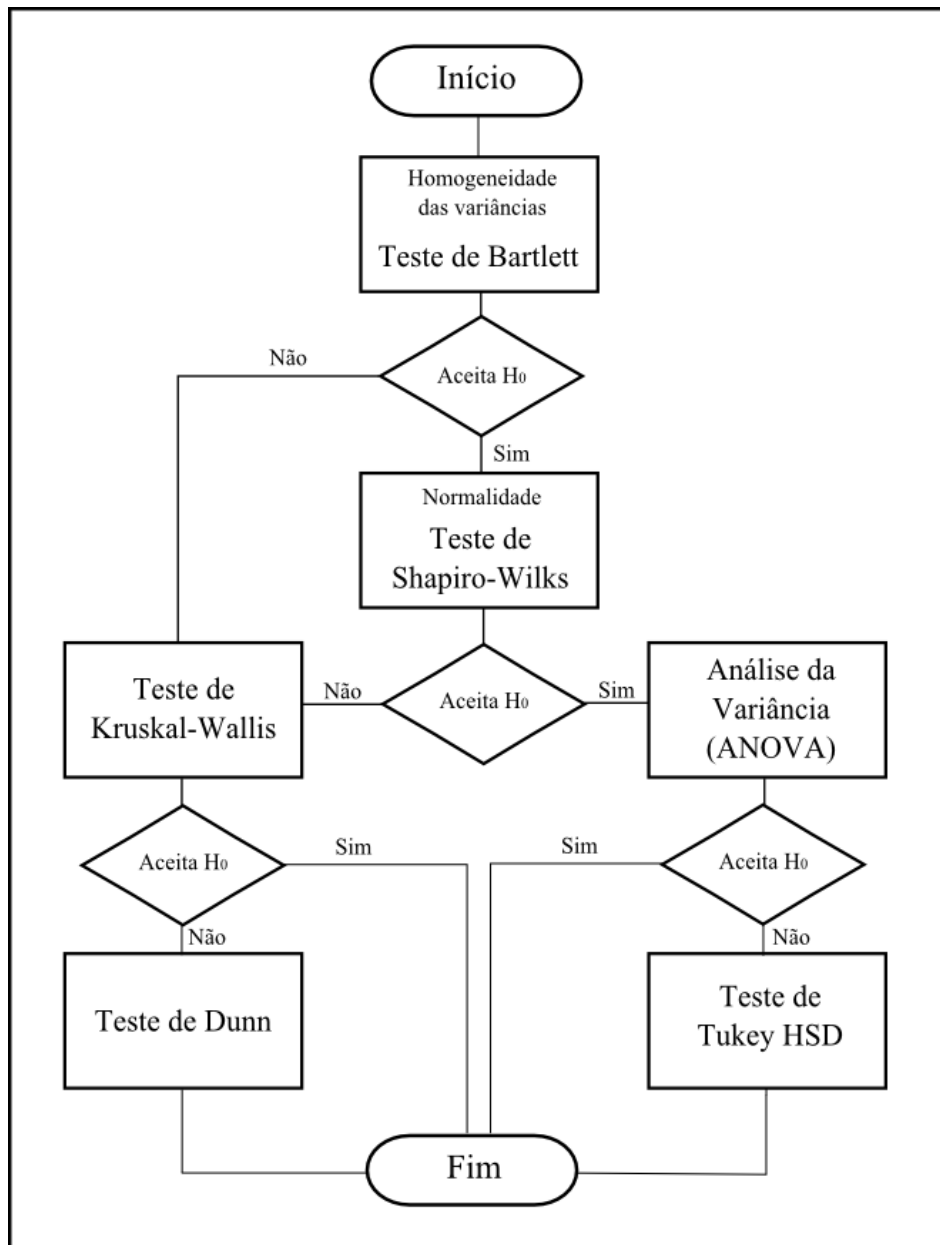 Início
Homogeneidade
das variâncias
Teste de Bartlett
Não
Aceita H0
Sim
Normalidade
Teste de
Shapiro-Wilks
Teste de
Kruskal-Wallis
Não
Aceita H0
Sim
Análise da
Variância
(ANOVA)
Aceita H0
Sim
Sim
Aceita H0
Não
Não
Teste de Dunn
Teste de
Tukey HSD
Fim